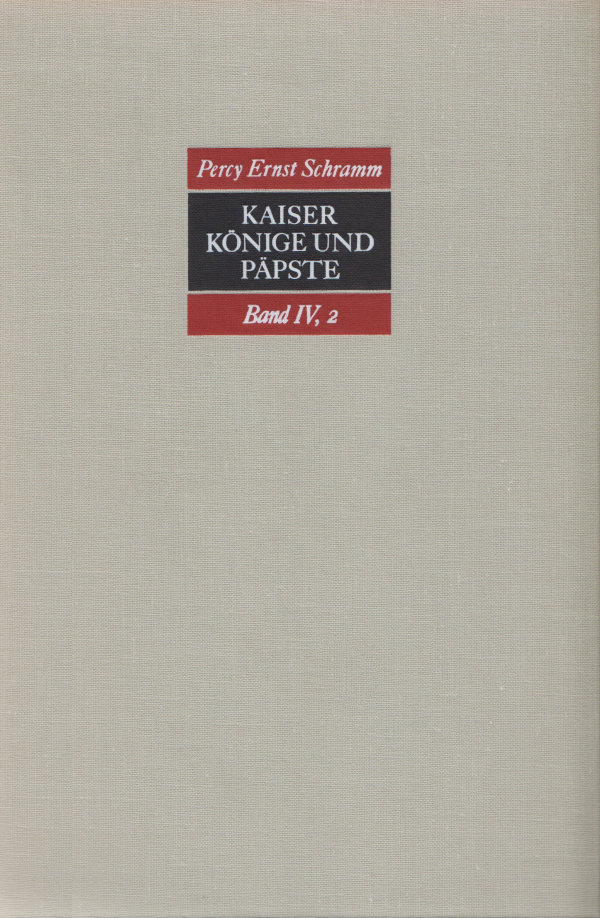 Percy Ernst Schramm
KAISER
KÖNIGE UND
PÄPSTE
Band IV, 2